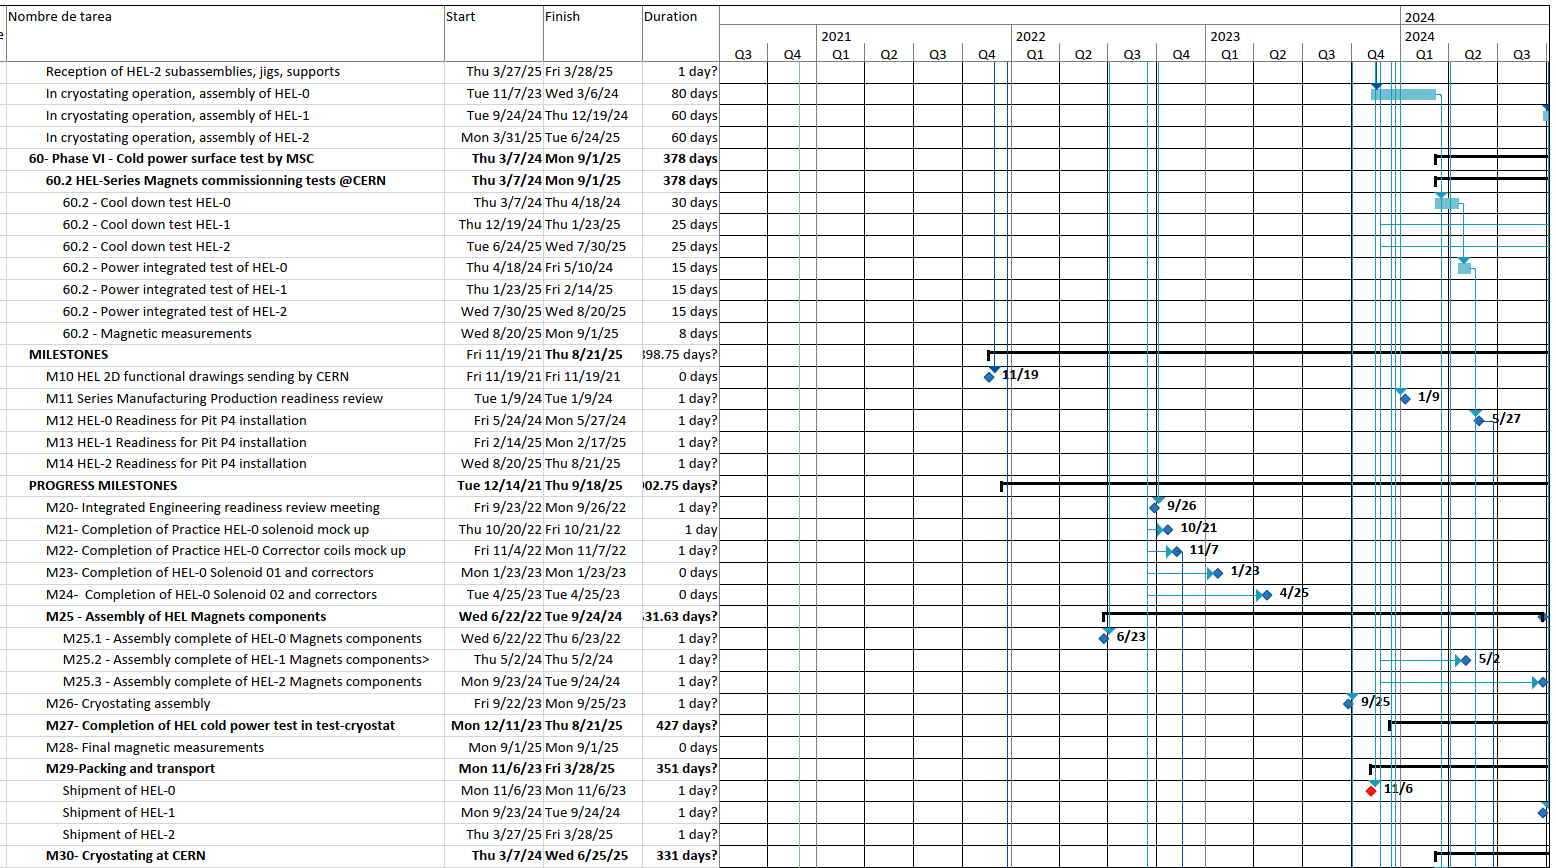 2024
Nombre de tarea Start Finish Duration
e 2021 2022 2023 2024
Q3 Q4 Q1 Q2 Q3 Q4 Q1 Q2 Q3 Q4 Q1 Q2 Q3 Q4 Q1 Q2 Q3
Reception of HEL-2 subassemblies, jigs, supports Thu 3/27/25 Fri 3/28/25 1 day?
In cryostating operation, assembly of HEL-0 Tue 11/7/23 Wed 3/6/24 80 days
In cryostating operation, assembly of HEL-1 Tue 9/24/24 Thu 12/19/24 60 days
In cryostating operation, assembly of HEL-2 Mon 3/31/25 Tue 6/24/25 60 days
60- Phase VI - Cold power surface test by MSC Thu 3/7/24 Mon 9/1/25 378 days
60.2 HEL-Series Magnets commissionning tests @CERN Thu 3/7/24 Mon 9/1/25 378 days
60.2 - Cool down test HEL-0 Thu 3/7/24 Thu 4/18/24 30 days
60.2 - Cool down test HEL-1 Thu 12/19/24 Thu 1/23/25 25 days
60.2 - Cool down test HEL-2 Tue 6/24/25 Wed 7/30/25 25 days
60.2 - Power integrated test of HEL-0 Thu 4/18/24 Fri 5/10/24 15 days
60.2 - Power integrated test of HEL-1 Thu 1/23/25 Fri 2/14/25 15 days
60.2 - Power integrated test of HEL-2 Wed 7/30/25 Wed 8/20/25 15 days
60.2 - Magnetic measurements Wed 8/20/25 Mon 9/1/25 8 days
MILESTONES Fri 11/19/21 Thu 8/21/25 98.75 days?
M10 HEL 2D functional drawings sending by CERN Fri 11/19/21 Fri 11/19/21 0 days 11/19
M11 Series Manufacturing Production readiness review Tue 1/9/24 Tue 1/9/24 1 day? 1/9
M12 HEL-0 Readiness for Pit P4 installation Fri 5/24/24 Mon 5/27/24 1 day? 5/27
M13 HEL-1 Readiness for Pit P4 installation Fri 2/14/25 Mon 2/17/25 1 day?
M14 HEL-2 Readiness for Pit P4 installation Wed 8/20/25 Thu 8/21/25 1 day?
PROGRESS MILESTONES Tue 12/14/21 Thu 9/18/25 02.75 days?
M20- Integrated Engineering readiness review meeting Fri 9/23/22 Mon 9/26/22 1 day? 9/26
M21- Completion of Practice HEL-0 solenoid mock up Thu 10/20/22 Fri 10/21/22 1 day 10/21
M22- Completion of Practice HEL-0 Corrector coils mock up Fri 11/4/22 Mon 11/7/22 1 day? 11/7
M23- Completion of HEL-0 Solenoid 01 and correctors Mon 1/23/23 Mon 1/23/23 0 days 1/23
M24- Completion of HEL-0 Solenoid 02 and correctors Tue 4/25/23 Tue 4/25/23 0 days 4/25
M25 - Assembly of HEL Magnets components Wed 6/22/22 Tue 9/24/24 31.63 days?
M25.1 - Assembly complete of HEL-0 Magnets components Wed 6/22/22 Thu 6/23/22 1 day? 6/23
M25.2 - Assembly complete of HEL-1 Magnets components> Thu 5/2/24 Thu 5/2/24 1 day? 5/2
M25.3 - Assembly complete of HEL-2 Magnets components Mon 9/23/24 Tue 9/24/24 1 day?
M26- Cryostating assembly Fri 9/22/23 Mon 9/25/23 1 day? 9/25
M27- Completion of HEL cold power test in test-cryostat Mon 12/11/23 Thu 8/21/25 427 days?
M28- Final magnetic measurements Mon 9/1/25 Mon 9/1/25 0 days
M29-Packing and transport Mon 11/6/23 Fri 3/28/25 351 days?
Shipment of HEL-0 Mon 11/6/23 Mon 11/6/23 1 day? 11/6
Shipment of HEL-1 Mon 9/23/24 Tue 9/24/24 1 day?
Shipment of HEL-2 Thu 3/27/25 Fri 3/28/25 1 day?
M30- Cryostating at CERN Thu 3/7/24 Wed 6/25/25 331 days?